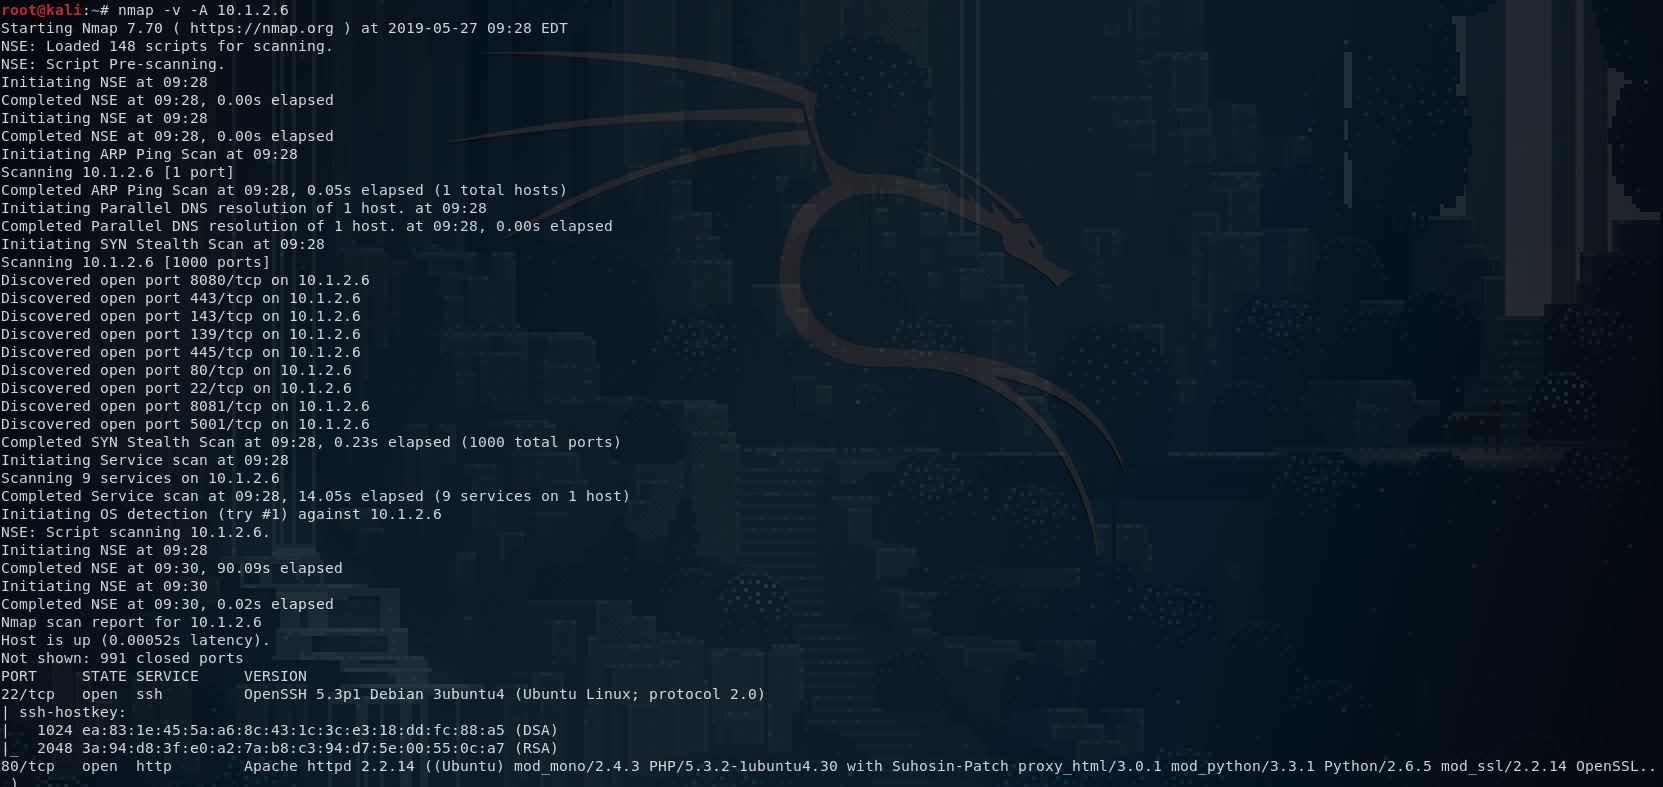 root@kali:~# nmap -v -A 10.1.2.6
Starting Nmap 7.70 ( https://nmap.org ) at 2019-05-27 09:28 EDT
NSE: Loaded 148 scripts for scanning.
NSE: Script Pre-scanning.
Initiating NSE at 09:28
Completed NSE at 09:28, 0.00s elapsed
Initiating NSE at 09:28
Completed NSE at 09:28, 0.00s elapsed
Initiating ARP Ping Scan at 09:28
Scanning 10.1.2.6 [1 port]
Completed ARP Ping Scan at 09:28, 0.05s elapsed (1 total hosts)
Initiating Parallel DNS resolution of 1 host. at 09:28
Completed Parallel DNS resolution of 1 host. at 09:28, 0.00s elapsed
Initiating SYN Stealth Scan at 09:28
Scanning 10.1.2.6 [1000 ports]
Discovered open port 8080/tcp on 10.1.2.6
Discovered open port 443/tcp on 10.1.2.6
Discovered open port 143/tcp on 10.1.2.6
Discovered open port 139/tcp on 10.1.2.6
Discovered open port 445/tcp on 10.1.2.6
Discovered open port 80/tcp on 10.1.2.6
Discovered open port 22/tcp on 10.1.2.6
Discovered open port 8081/tcp on 10.1.2.6
Discovered open port 5001/tcp on 10.1.2.6
Completed SYN Stealth Scan at 09:28, 0.23s elapsed (1000 total ports)
Initiating Service scan at 09:28
Scanning 9 services on 10.1.2.6
Completed Service scan at 09:28, 14.05s elapsed (9 services on 1 host)
Initiating OS detection (try #1) against 10.1.2.6
NSE: Script scanning 10.1.2.6.
Initiating NSE at 09:28
Completed NSE at 09:30, 90.09s elapsed
Initiating NSE at 09:30
Completed NSE at 09:30, 0.02s elapsed
Nmap scan report for 10.1.2.6
Host is up (0.00052s latency).
Not shown: 991 closed ports
PORT     STATE SERVICE     VERSION
22/tcp   open  ssh         OpenSSH 5.3p1 Debian 3ubuntu4 (Ubuntu Linux; protocol 2.0)
| ssh-hostkey:
|   1024 ea:83:1e:45:5a:a6:8c:43:1c:3c:e3:18:dd:fc:88:a5 (DSA)
|_  2048 3a:94:d8:3f:e0:a2:7a:b8:c3:94:d7:5e:00:55:0c:a7 (RSA)
80/tcp   open  http        Apache httpd 2.2.14 ((Ubuntu) mod_mono/2.4.3 PHP/5.3.2-1ubuntu4.30 with Suhosin-Patch proxy_html/3.0.1 mod_python/3.3.1 Python/2.6.5 mod_ssl/2.2.14 OpenSSL..
.)